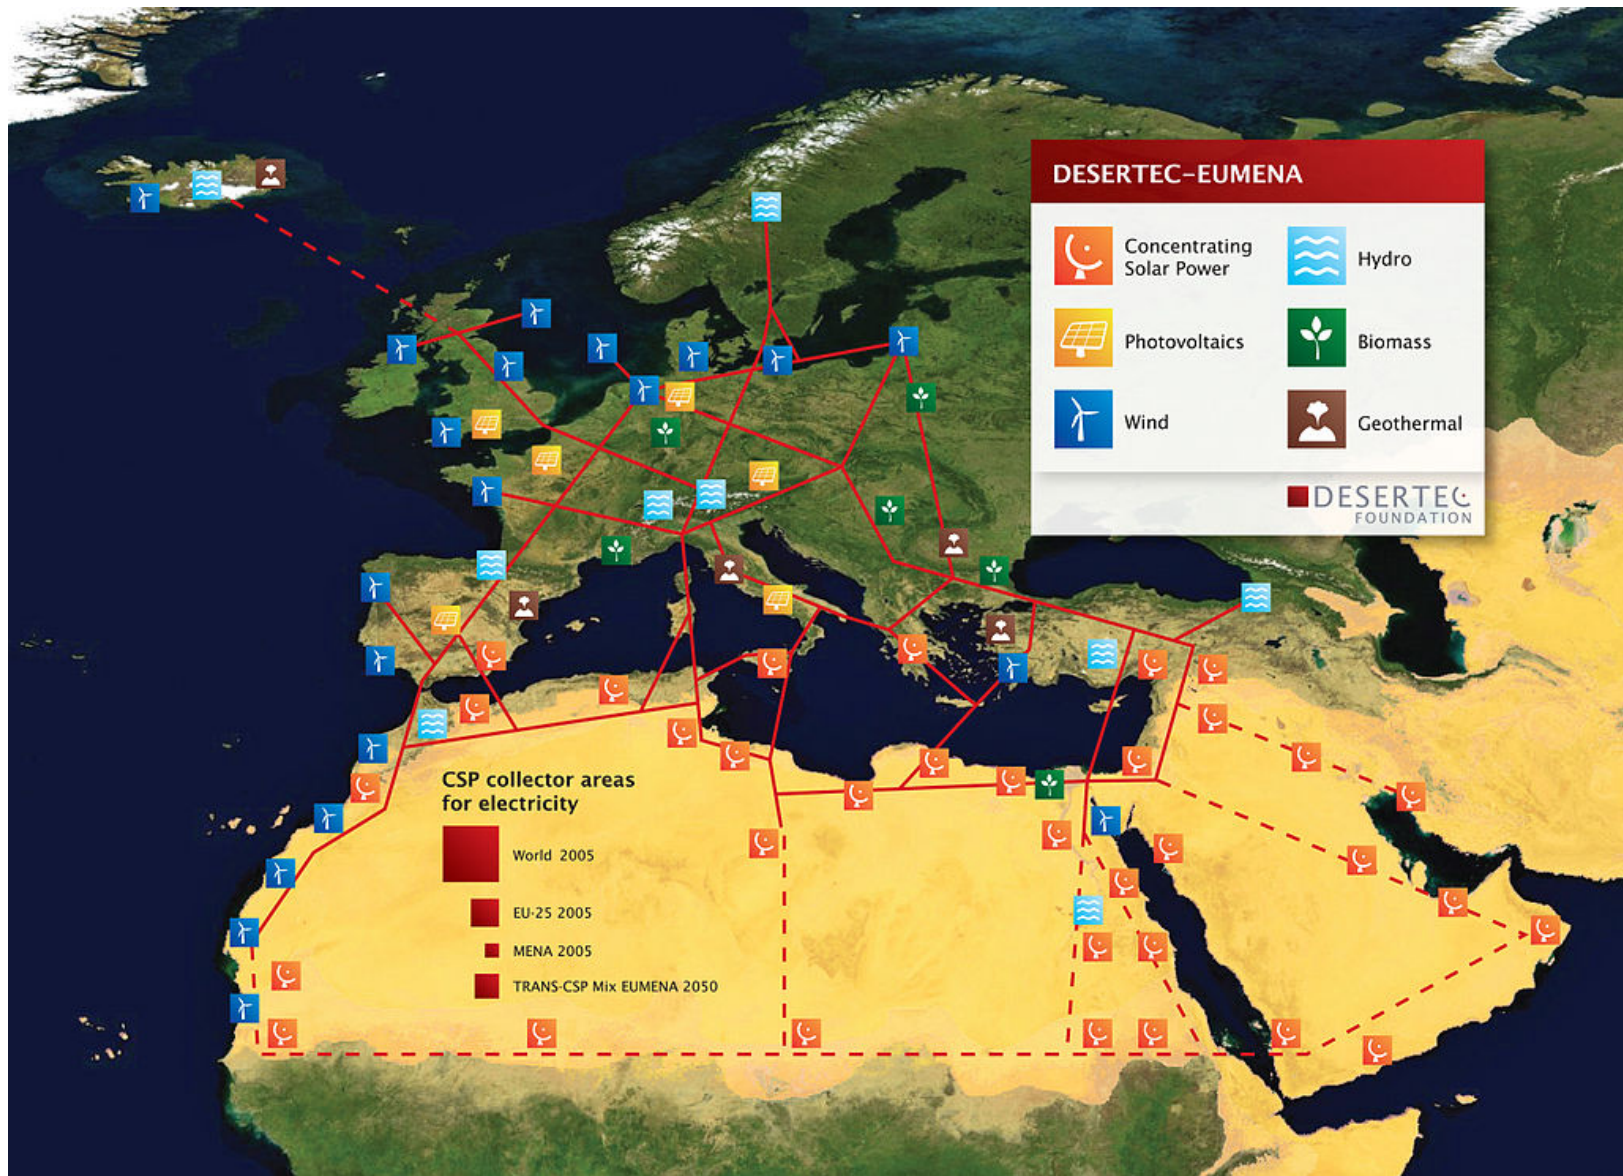 DESERTEC-EUMENA
Concentrating
Solar Power
Hydro
Photovoltaics
Biomass
Wind
Geothermal
DESERTEC
FOUNDATION
CSP collector areas
for electricity
World 2005
EU-25 2005
MENA 2005
TRANS-CSP Mix EUMENA 2050